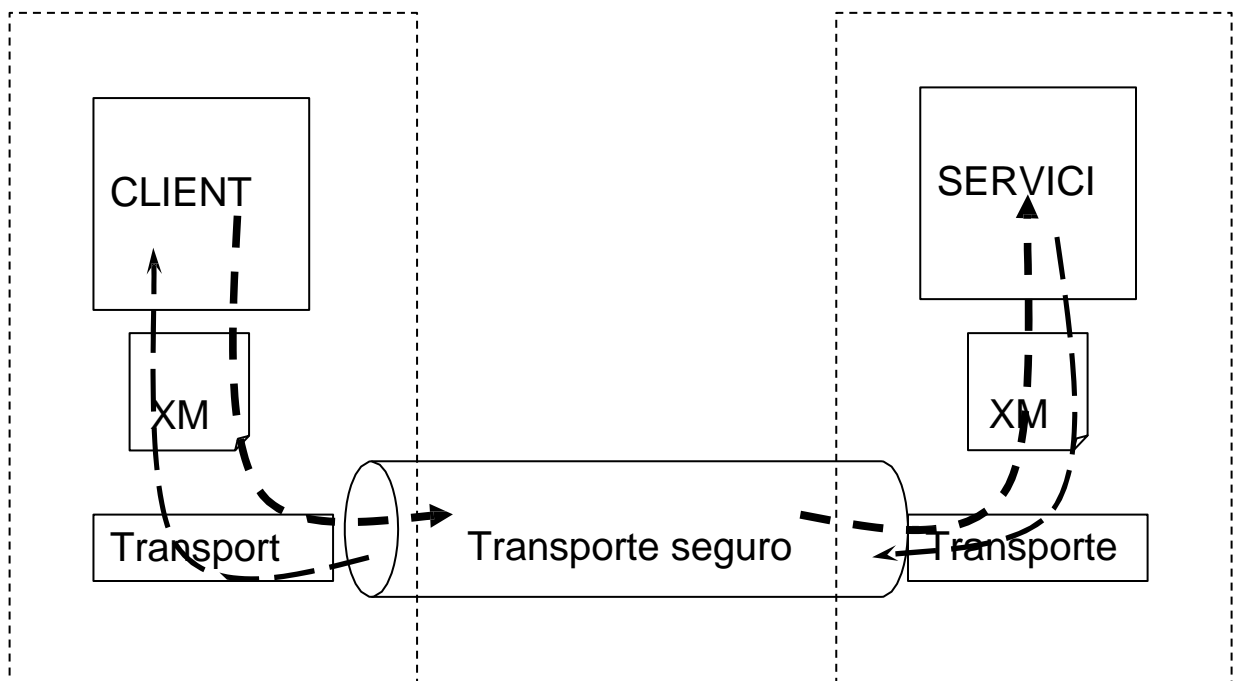 CLIENT
SERVICI
XM
XM
Transport
Transporte seguro
Transporte